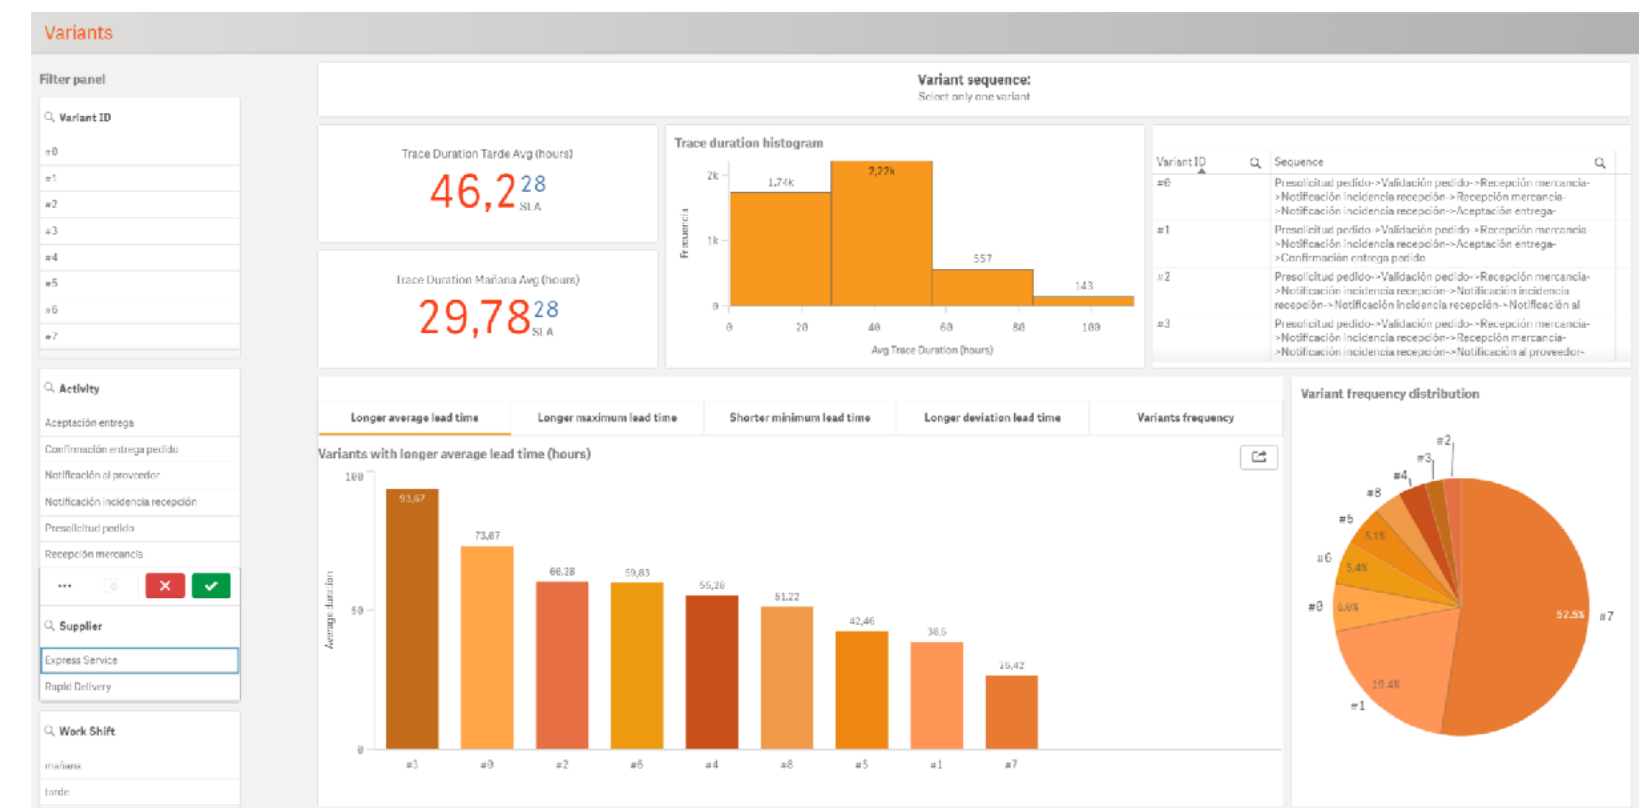 Variants
Filter panel
Variant ID
#0
#1
#2
#3
#4
#5
#6
#7
Activity
Aceptación entrega
Confirmación entrega pedido
Notificación al proveedor
Notificación incidencia recepción
Presolicitud pedido
Recepción mercancía
Supplier
Express Service
Rapid Delivery
Work Shift
mañana
tarde
Variant sequence:
Select only one variant
Trace Duration Tarde Avg (hours)
46,2 28
SLA
Trace Duration Mañana Avg (hours)
29,78 28
SLA
Trace duration histogram
Frecuencia
2k
1k
0
1,74k
2,22k
557
143
0 20 40 60 80 100
Avg Trace Duration (hours)
Variant ID Sequence
#0 Presolicitud pedido->Validación pedido->Recepción mercancía-
>Notificación incidencia recepción->Recepción mercancía-
>Notificación incidencia recepción->Aceptación entrega-
#1 Presolicitud pedido->Validación pedido->Recepción mercancía-
>Notificación incidencia recepción->Aceptación entrega-
>Confirmación entrega pedido
#2 Presolicitud pedido->Validación pedido->Recepción mercancía-
>Notificación incidencia recepción->Notificación incidencia
recepción->Notificación incidencia recepción->Notificación al
#3 Presolicitud pedido->Validación pedido->Recepción mercancía-
>Notificación incidencia recepción->Recepción mercancía-
>Notificación incidencia recepción->Notificación al proveedor-
Longer average lead time
Longer maximum lead time
Shorter minimum lead time
Longer deviation lead time
Variants frequency
Variants with longer average lead time (hours)
Average duration
100
50
0
93,67
73,87
66,28
59,83
55,26
51,22
42,46
38,6
26,42
#3 #0 #2 #6 #4 #8 #5 #1 #7
Variant frequency distribution
#2
#3
#4
#8
#5
#6
#0
#1
#7
5.1%
5.4%
6.0%
19.4%
52.5%